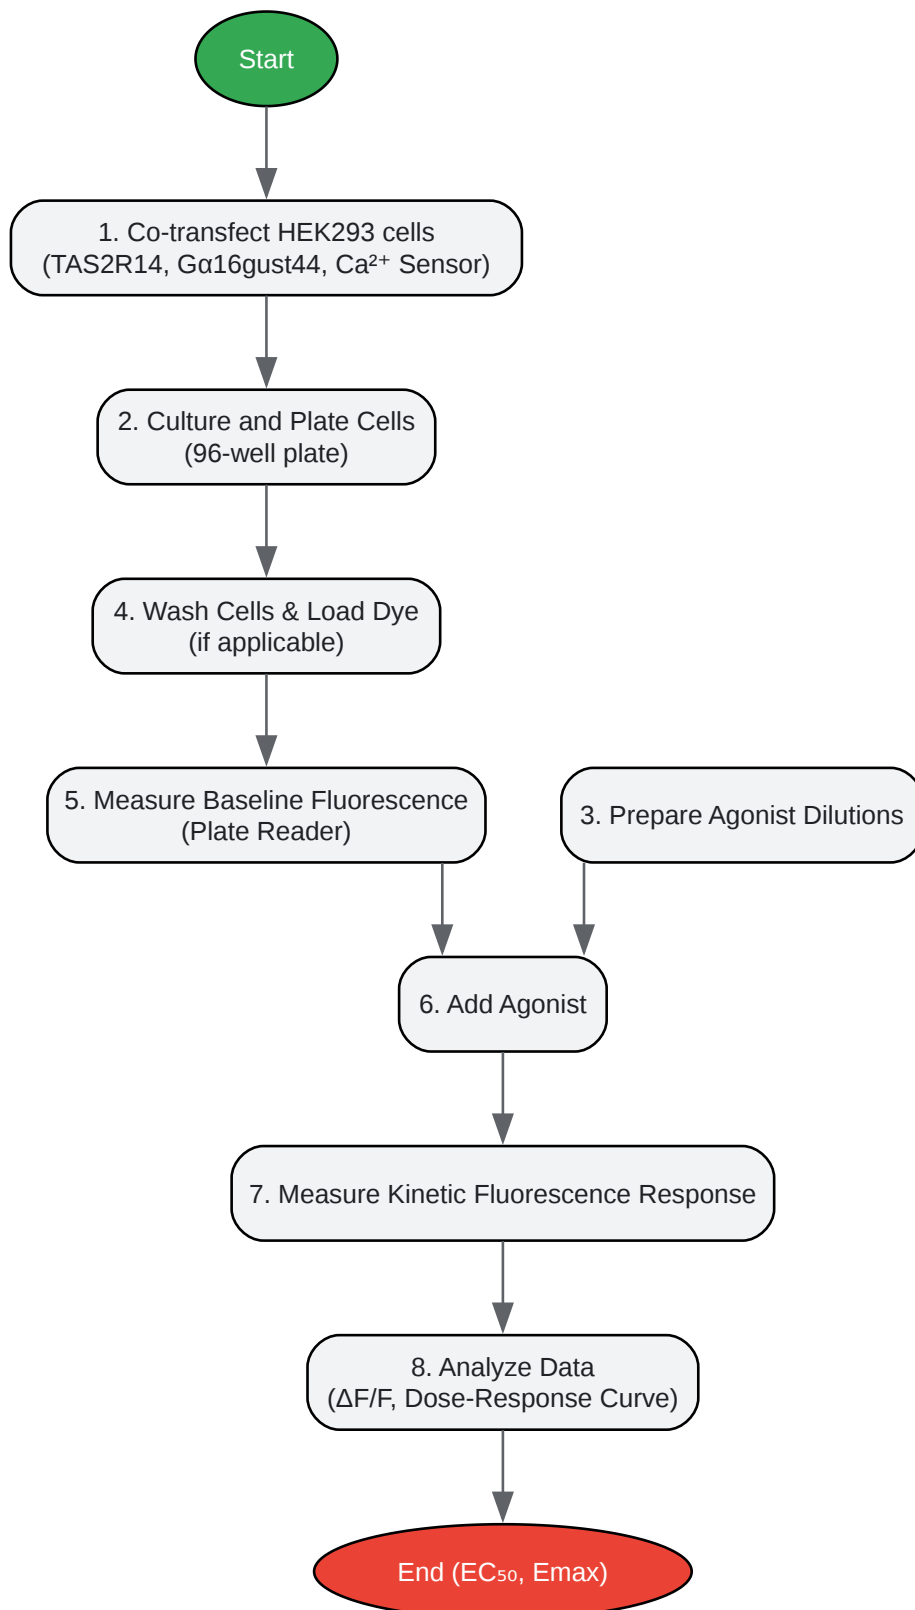 Start
1. Co-transfect HEK293 cells
(TAS2R14, Gα16gust44, Ca²⁺ Sensor)
2. Culture and Plate Cells
(96-well plate)
4. Wash Cells & Load Dye
(if applicable)
5. Measure Baseline Fluorescence
(Plate Reader)
3. Prepare Agonist Dilutions
6. Add Agonist
7. Measure Kinetic Fluorescence Response
8. Analyze Data
(ΔF/F, Dose-Response Curve)
End (EC₅₀, Emax)